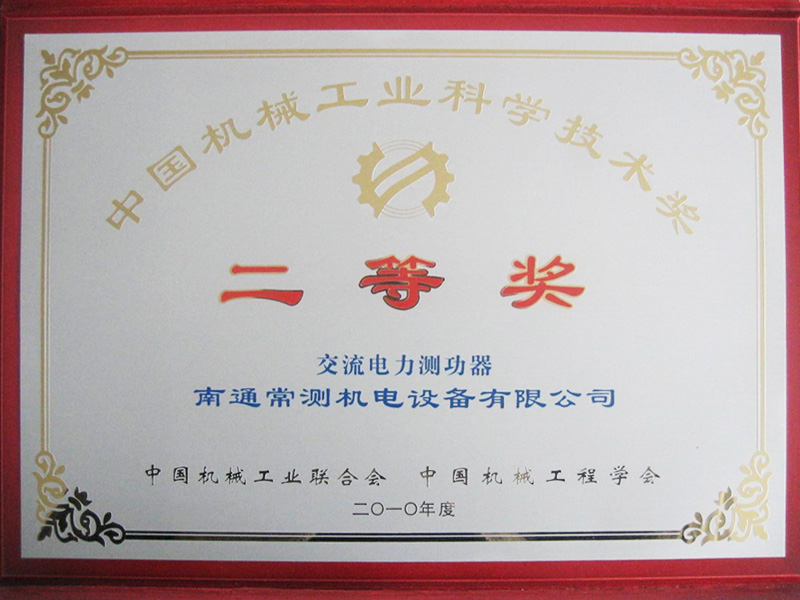 中国机械工业科学技术奖
二等奖
交流电力测功器
南通常测机电设备有限公司
中国机械工业联合会 中国机械工程学会
二〇一〇年度